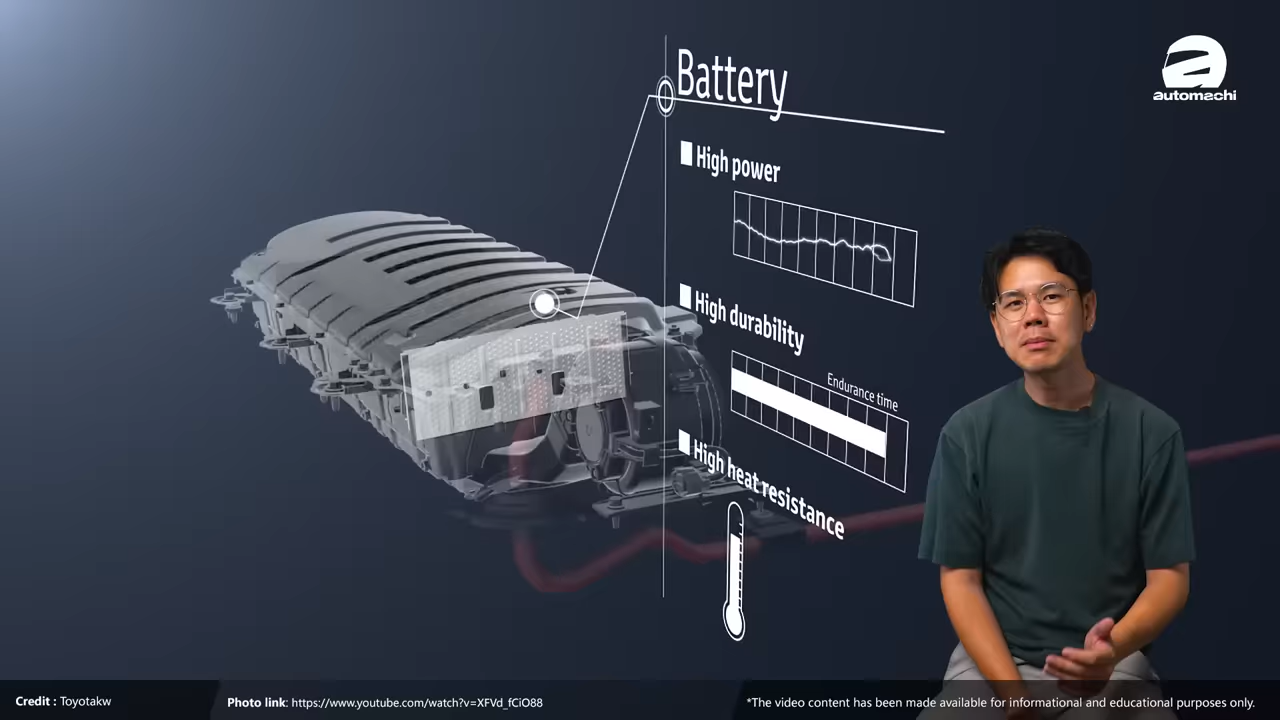 Battery
automachi
High power
High durability
Endurance time
High heat resistance
Credit : Toyotakw
Photo link: https://www.youtube.com/watch?v=XFVd_fCiO88
*The video content has been made available for informational and educational purposes only.